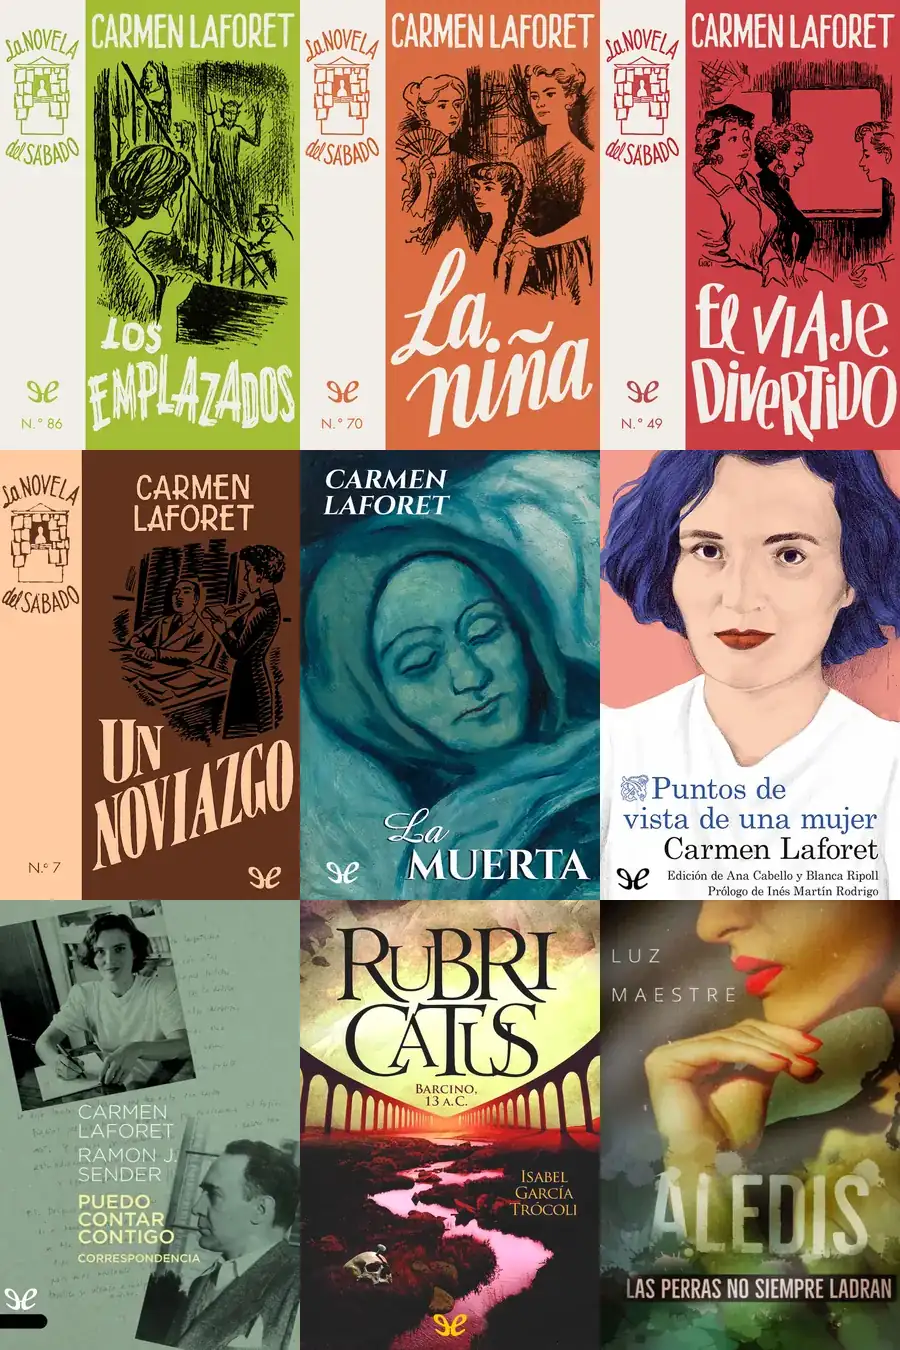 La NOVELA
del SÁBADO
N.º 86
CARMEN LAFORET
LOS
EMPLAZADOS
La NOVELA
del SÁBADO
N.º 70
CARMEN LAFORET
La
niña
La NOVELA
del SÁBADO
N.º 49
CARMEN LAFORET
El VIAJE
DIVERTIDO
La NOVELA
del SÁBADO
N.º 7
CARMEN
LAFORET
UN
NOVIAZGO
CARMEN
LAFORET
La
MUERTA
Puntos de
vista de una mujer
Carmen Laforet
Edición de Ana Cabello y Blanca Ripoll
Prólogo de Inés Martín Rodrigo
CARMEN
LAFORET
RAMON J.
SENDER
PUEDO
CONTAR
CONTIGO
CORRESPONDENCIA
RUBRI
CATUS
BARCINO,
13 A.C.
ISABEL
GARCÍA
TRÓCOLI
LUZ
MAESTRE
ALEDIS
LAS PERRAS NO SIEMPRE LADRAN